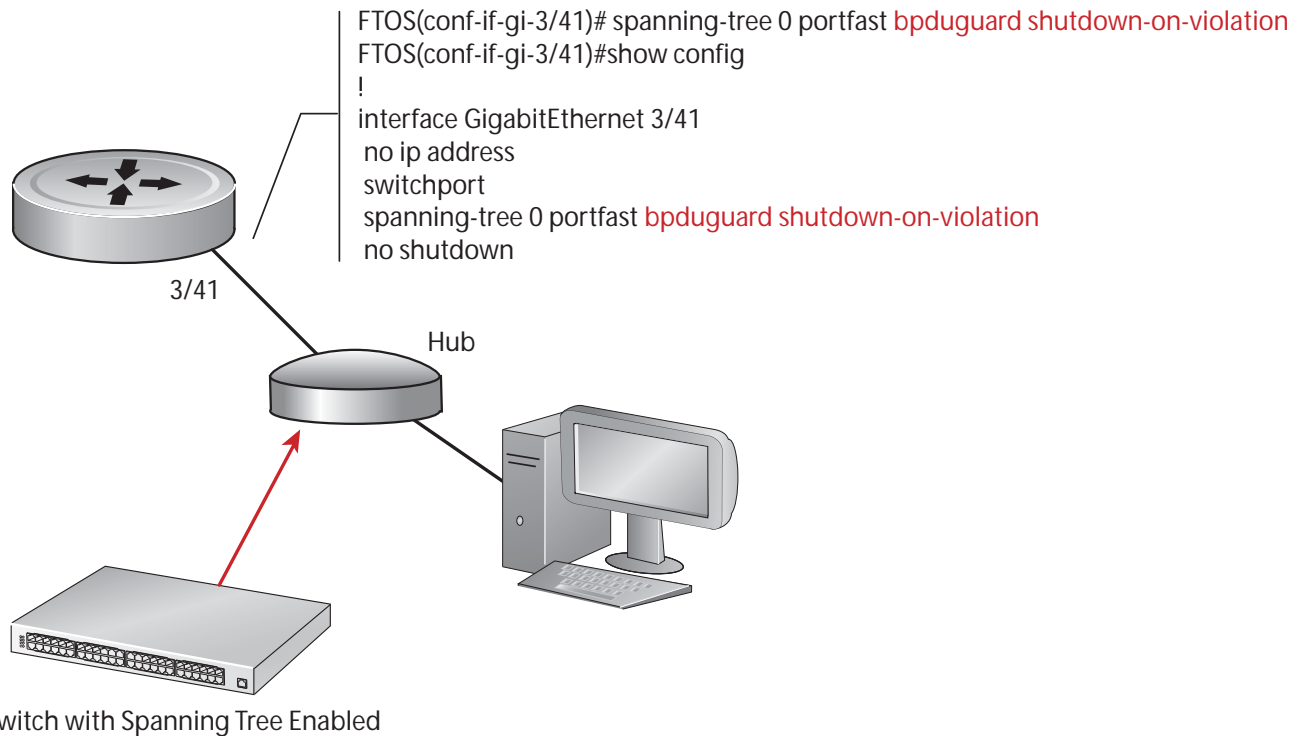 FTOS(conf-if-gi-3/41)# spanning-tree 0 portfast bpduguard shutdown-on-violation
FTOS(conf-if-gi-3/41)#show config
!
interface GigabitEthernet 3/41
no ip address
switchport
spanning-tree 0 portfast bpduguard shutdown-on-violation
no shutdown
3/41
Hub
witch with Spanning Tree Enabled